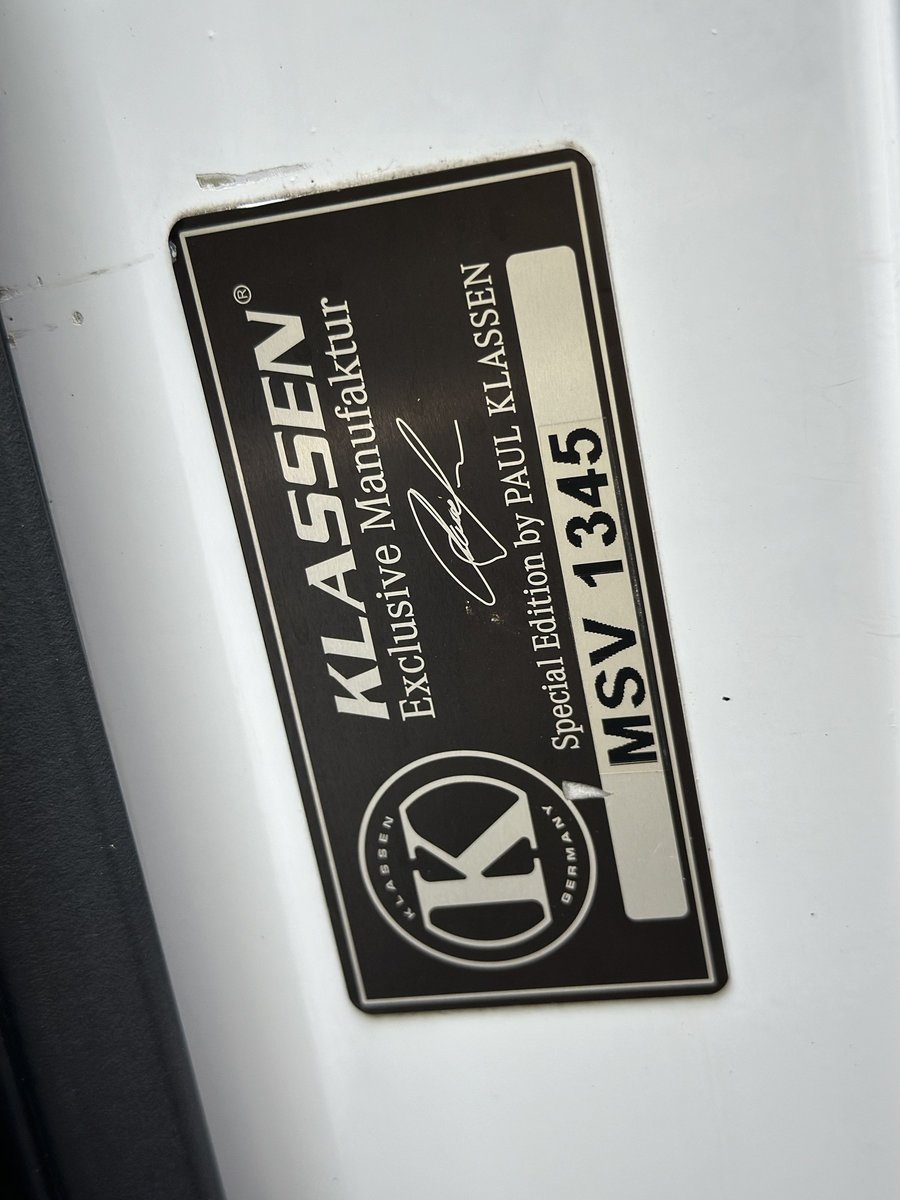 KLASSEN®
Exclusive Manufaktur
Special Edition by PAUL KLASSEN
MSV 1345
KLASSEN
K
GERMANY